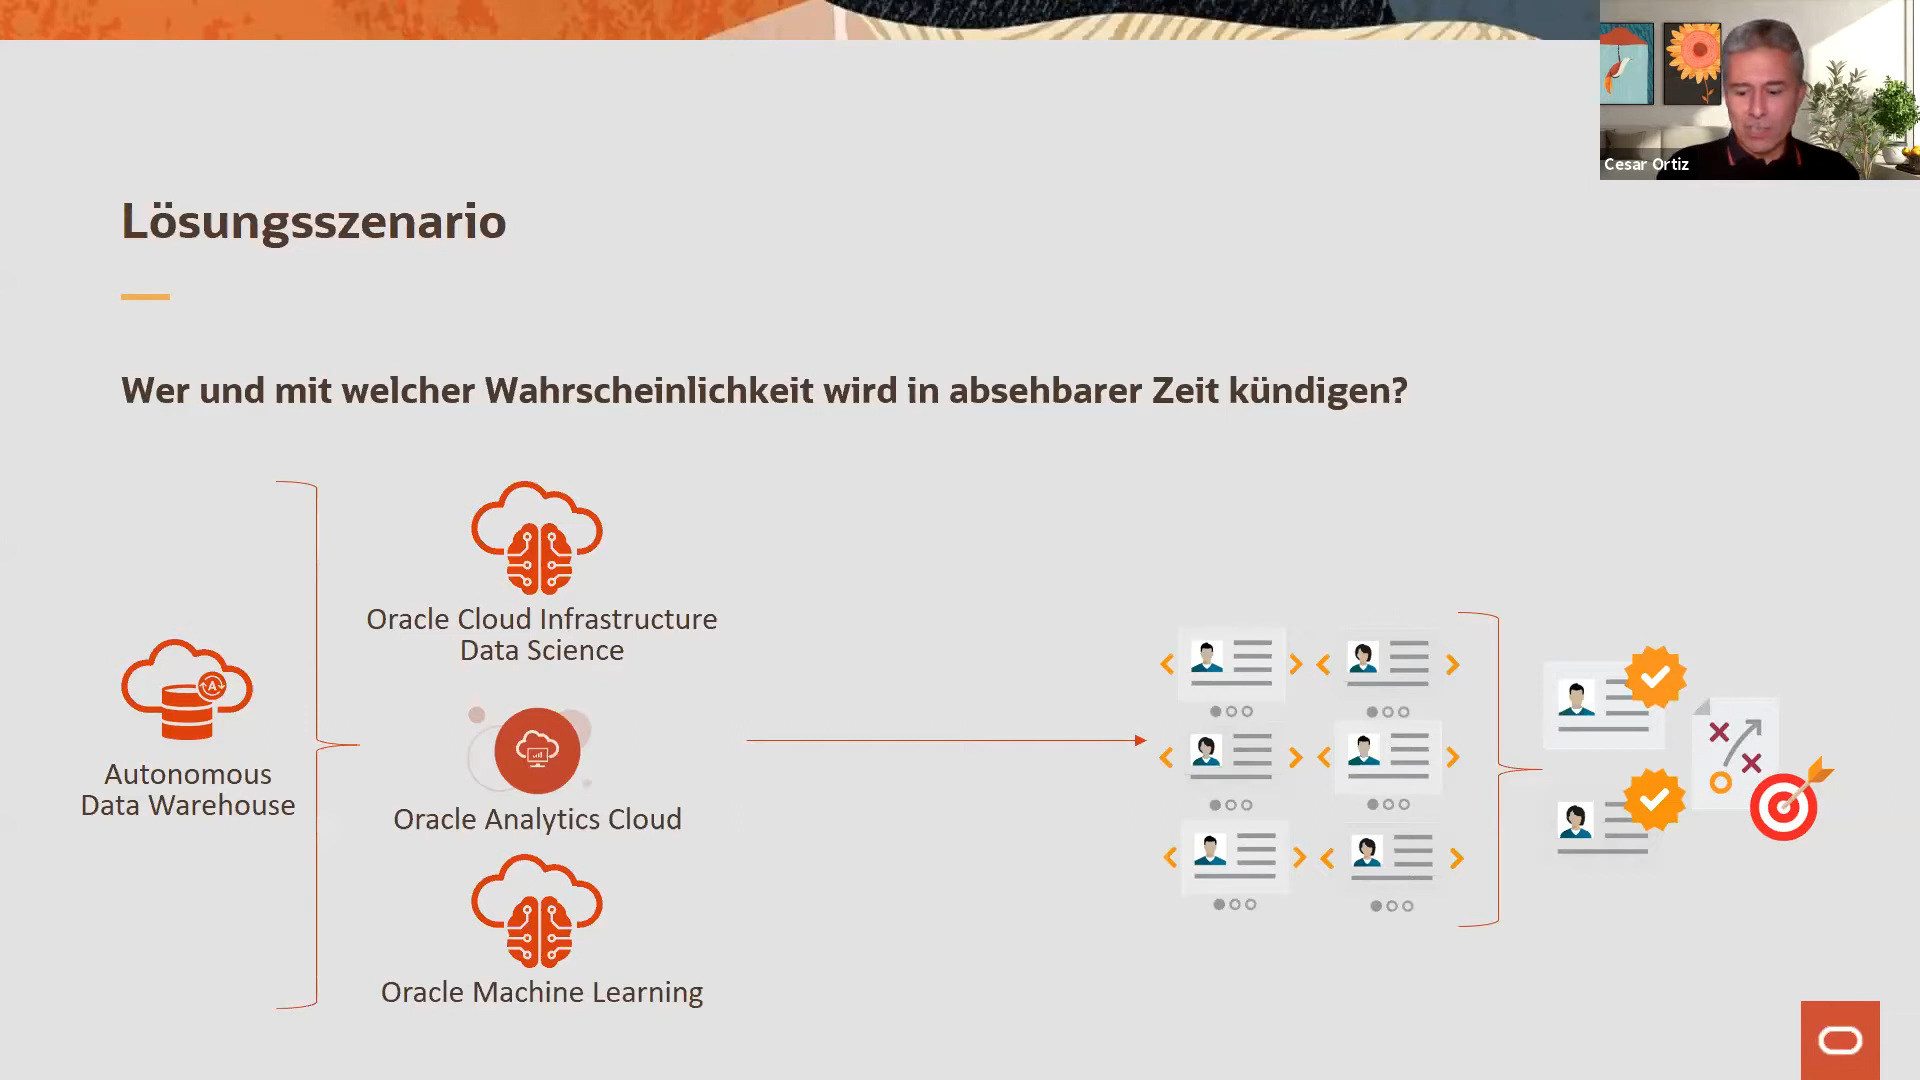 Cesar Ortiz
Lösungsszenario
Wer und mit welcher Wahrscheinlichkeit wird in absehbarer Zeit kündigen?
Oracle Cloud Infrastructure
Data Science
Autonomous
Data Warehouse
Oracle Analytics Cloud
Oracle Machine Learning